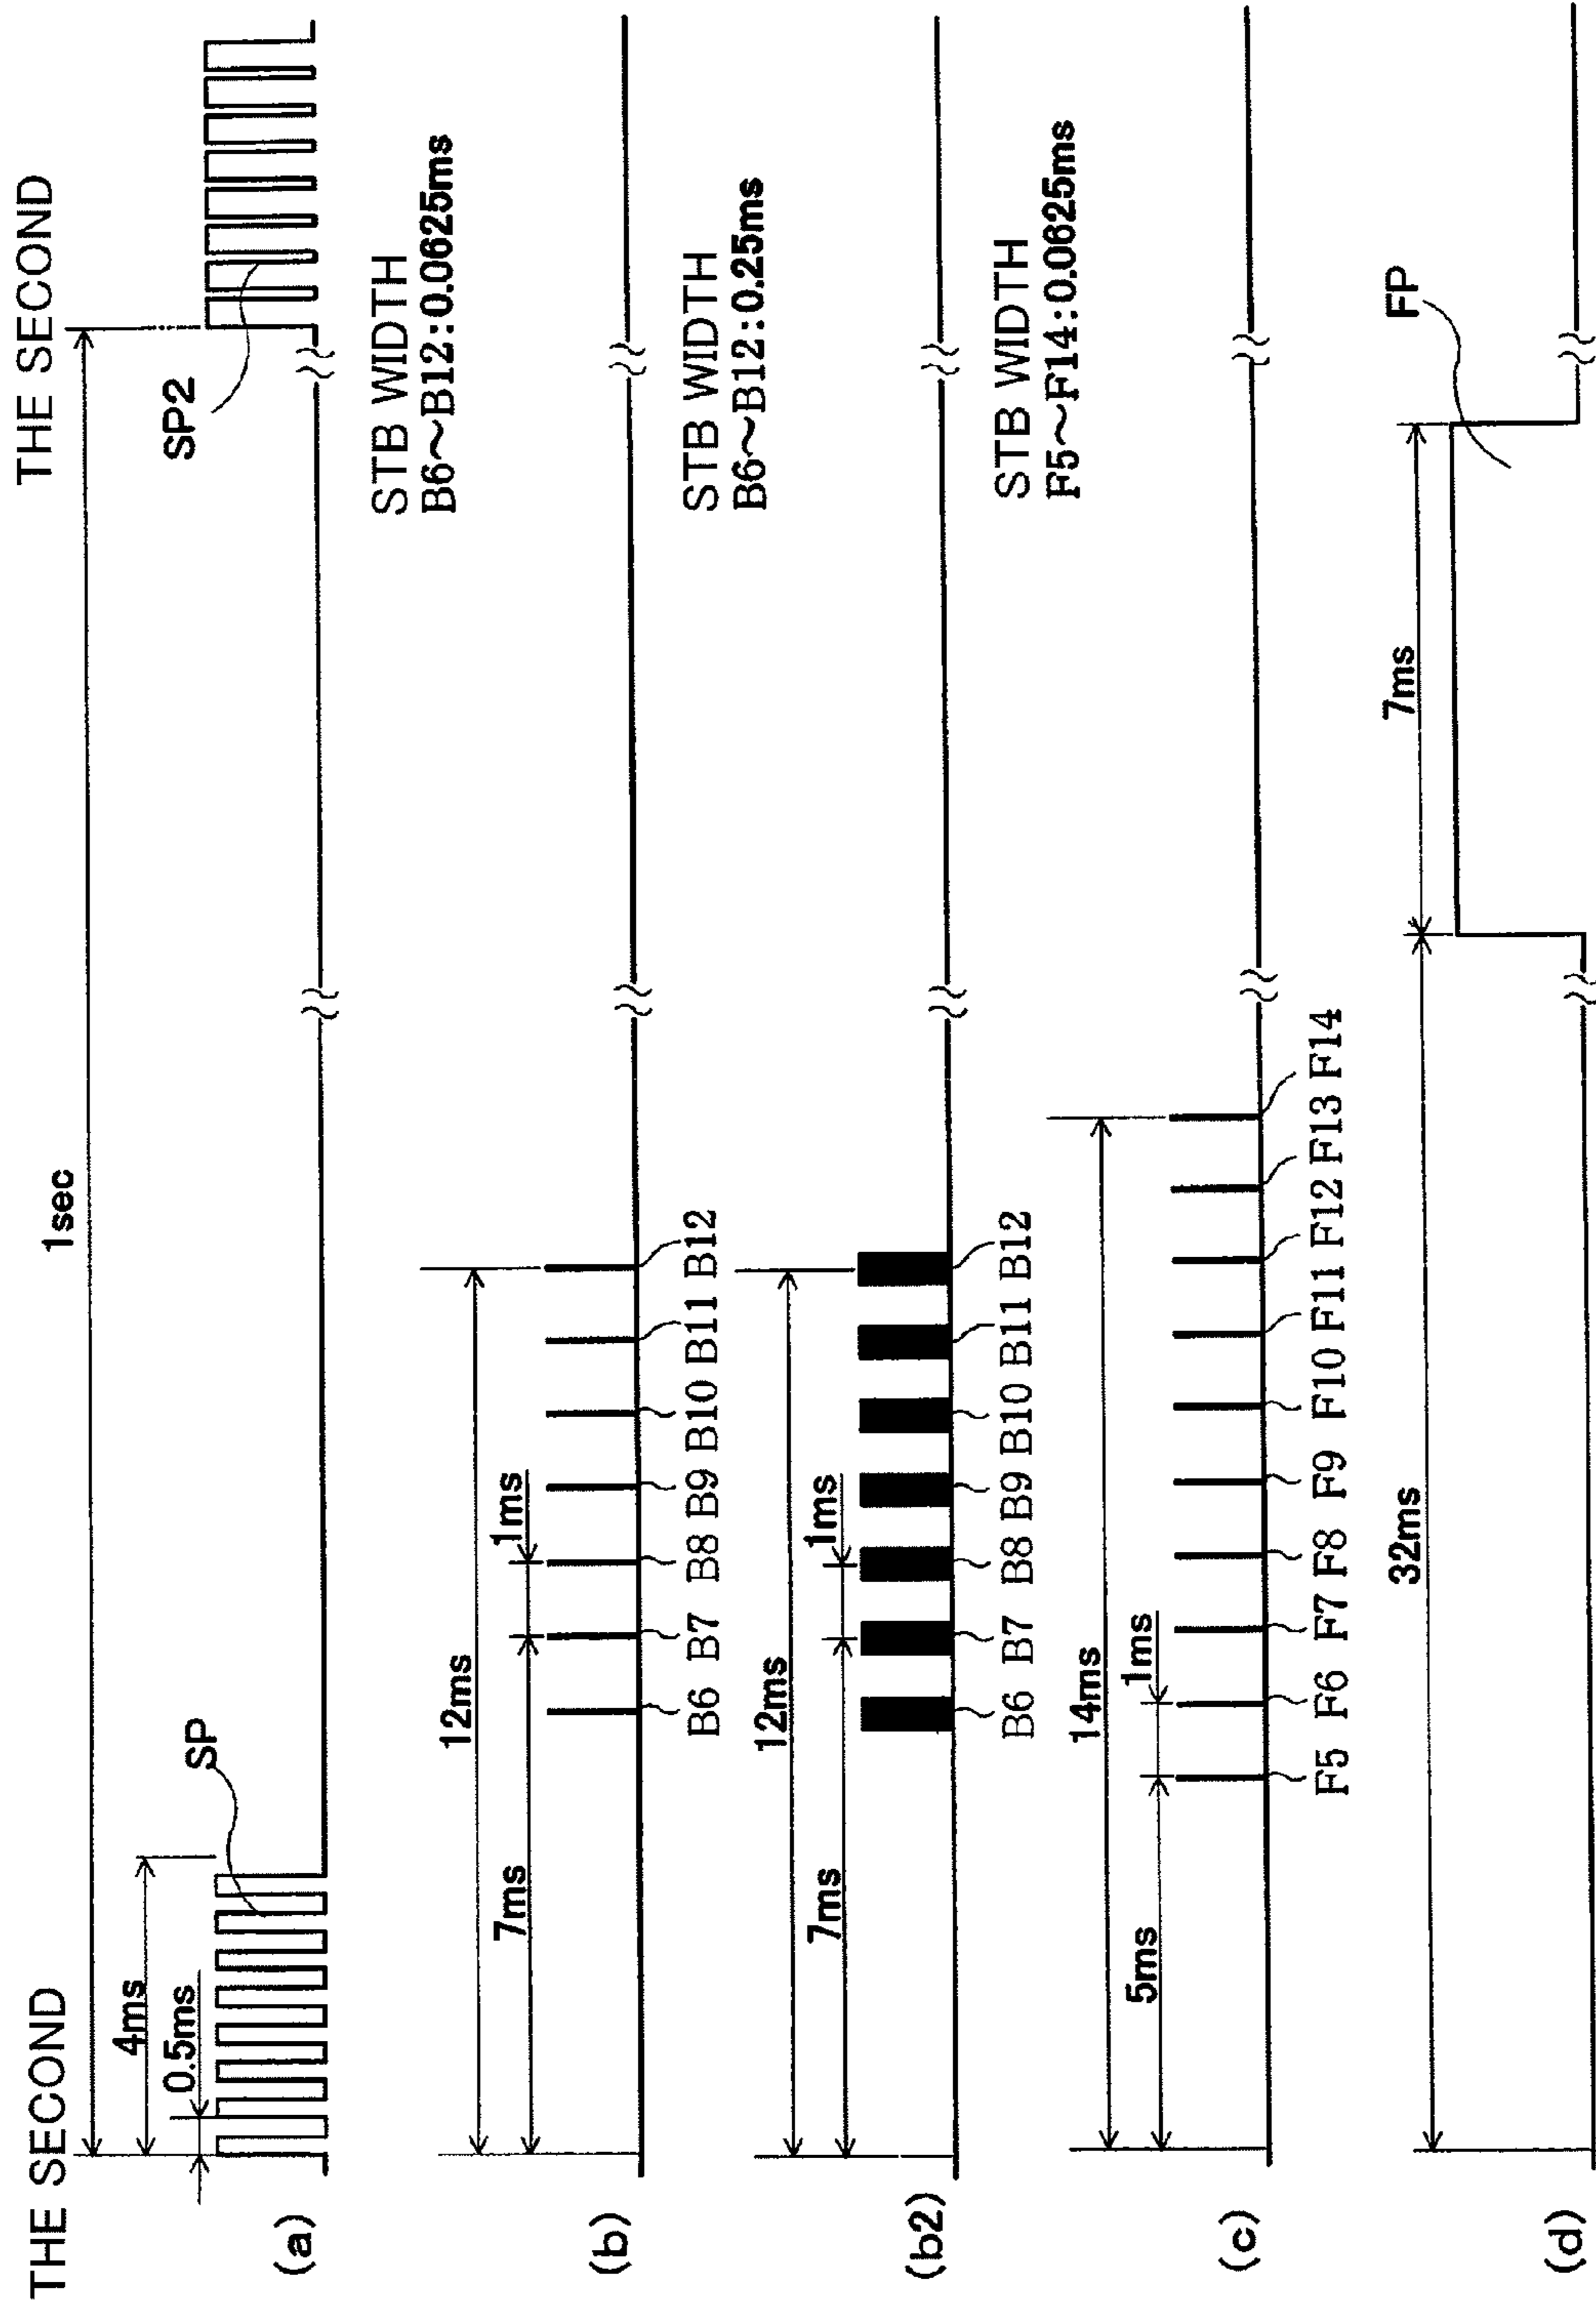 THE SECOND
THE SECOND
1sec
4ms
0.5ms
SP
SP2
(a)
STB WIDTH
B6~B12:0.0625ms
12ms
7ms
1ms
(b)
B6 B7 B8 B9 B10 B11 B12
STB WIDTH
B6~B12:0.25ms
12ms
7ms
1ms
(b2)
B6 B7 B8 B9 B10 B11 B12
STB WIDTH
F5~F14:0.0625ms
14ms
5ms
1ms
(c)
F5 F6 F7 F8 F9 F10 F11 F12 F13 F14
32ms
7ms
FP
(d)